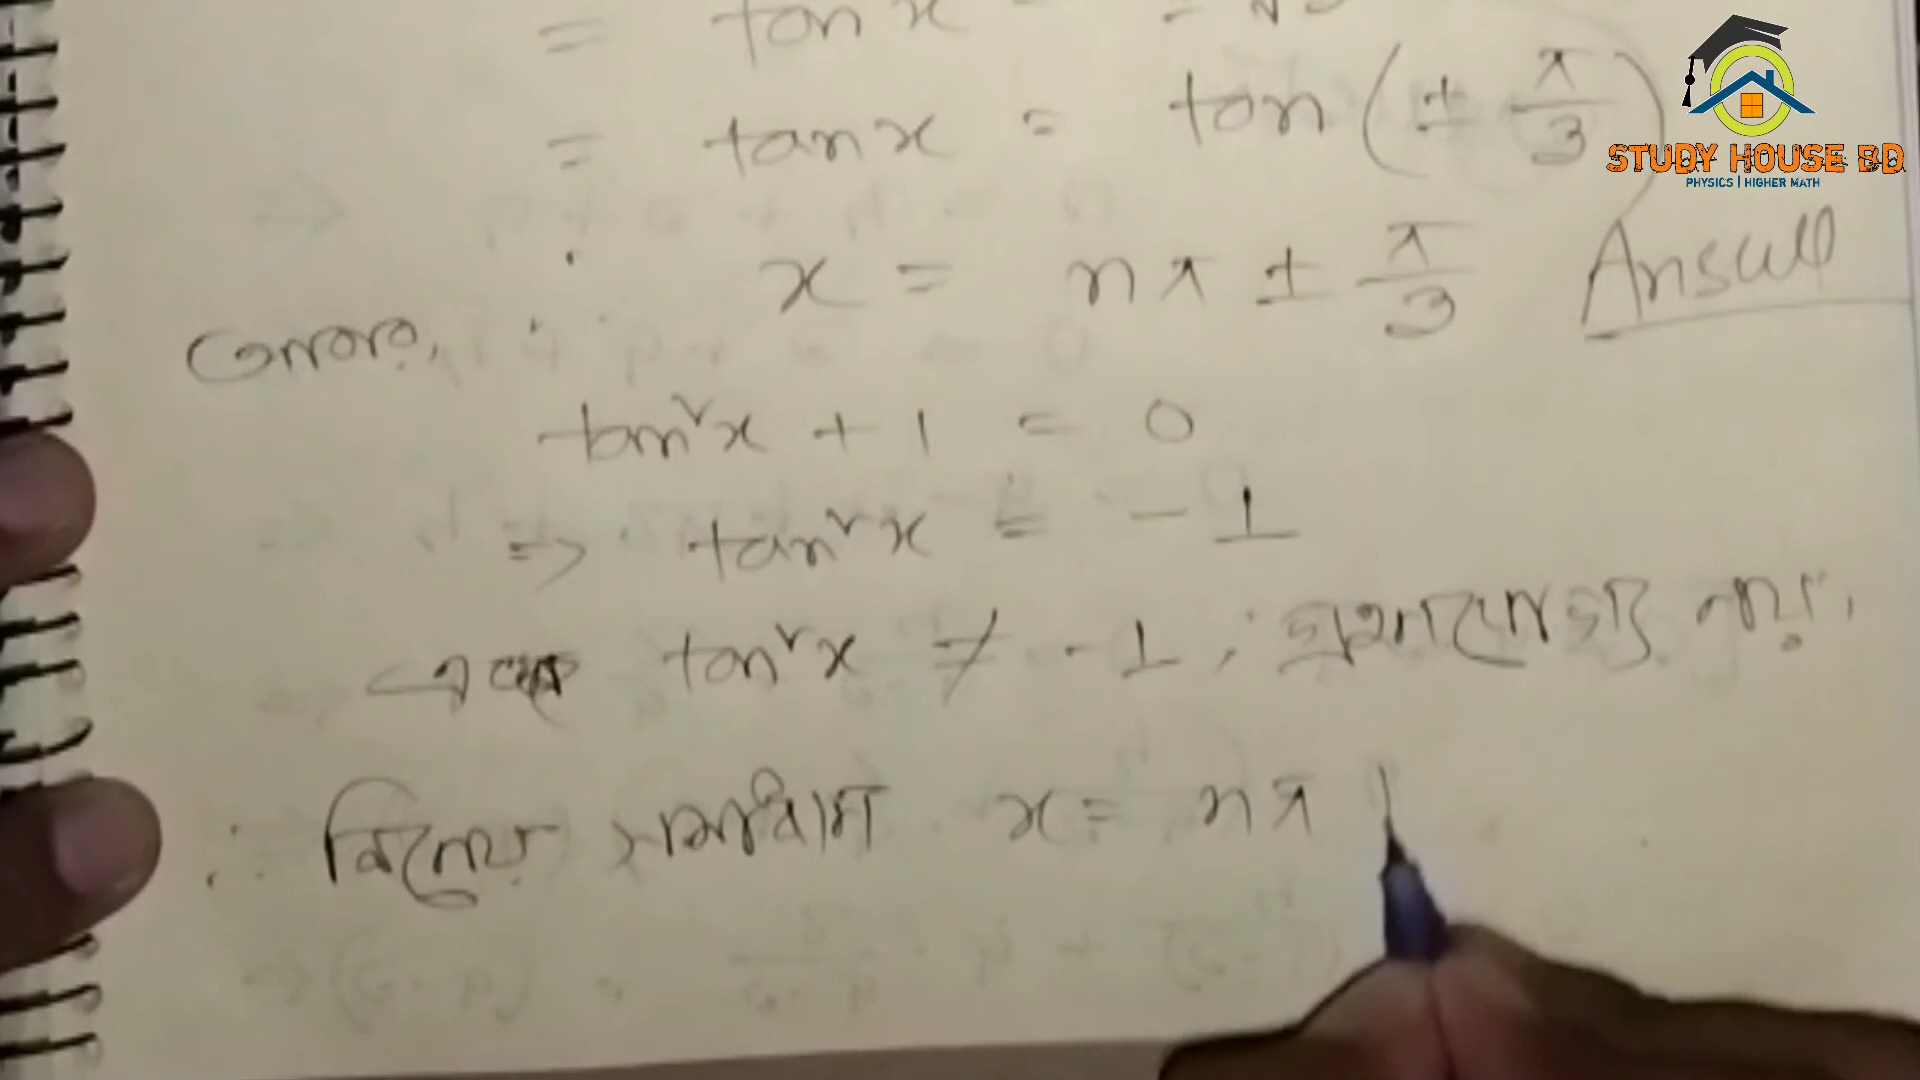 = tan x =
= tan x = tan (± π/3)
∴ x = nπ ± π/3 Answer
আবার,
tan²x + 1 = 0
=> tan²x = -1
tan²x ≠ -1, গ্রহণযোগ্য নয়।
∴ নির্ণেয় সমাধান x = nπ
STUDY HOUSE BD
PHYSICS | HIGHER MATH